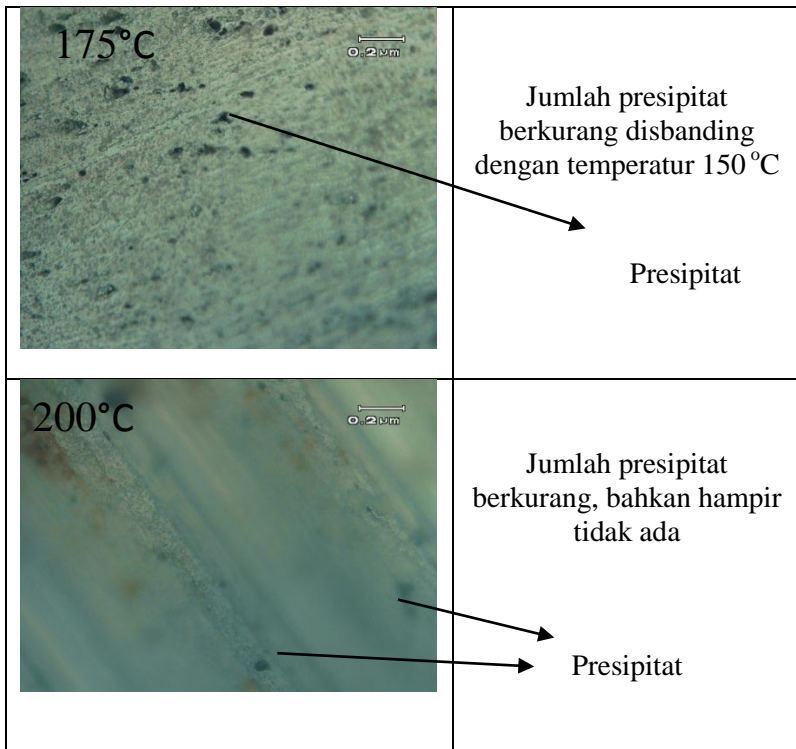 175°C
0.2µm
Jumlah presipitat
berkurang disbanding
dengan temperatur 150 °C
Presipitat
200°C
0.2µm
Jumlah presipitat
berkurang, bahkan hampir
tidak ada
Presipitat